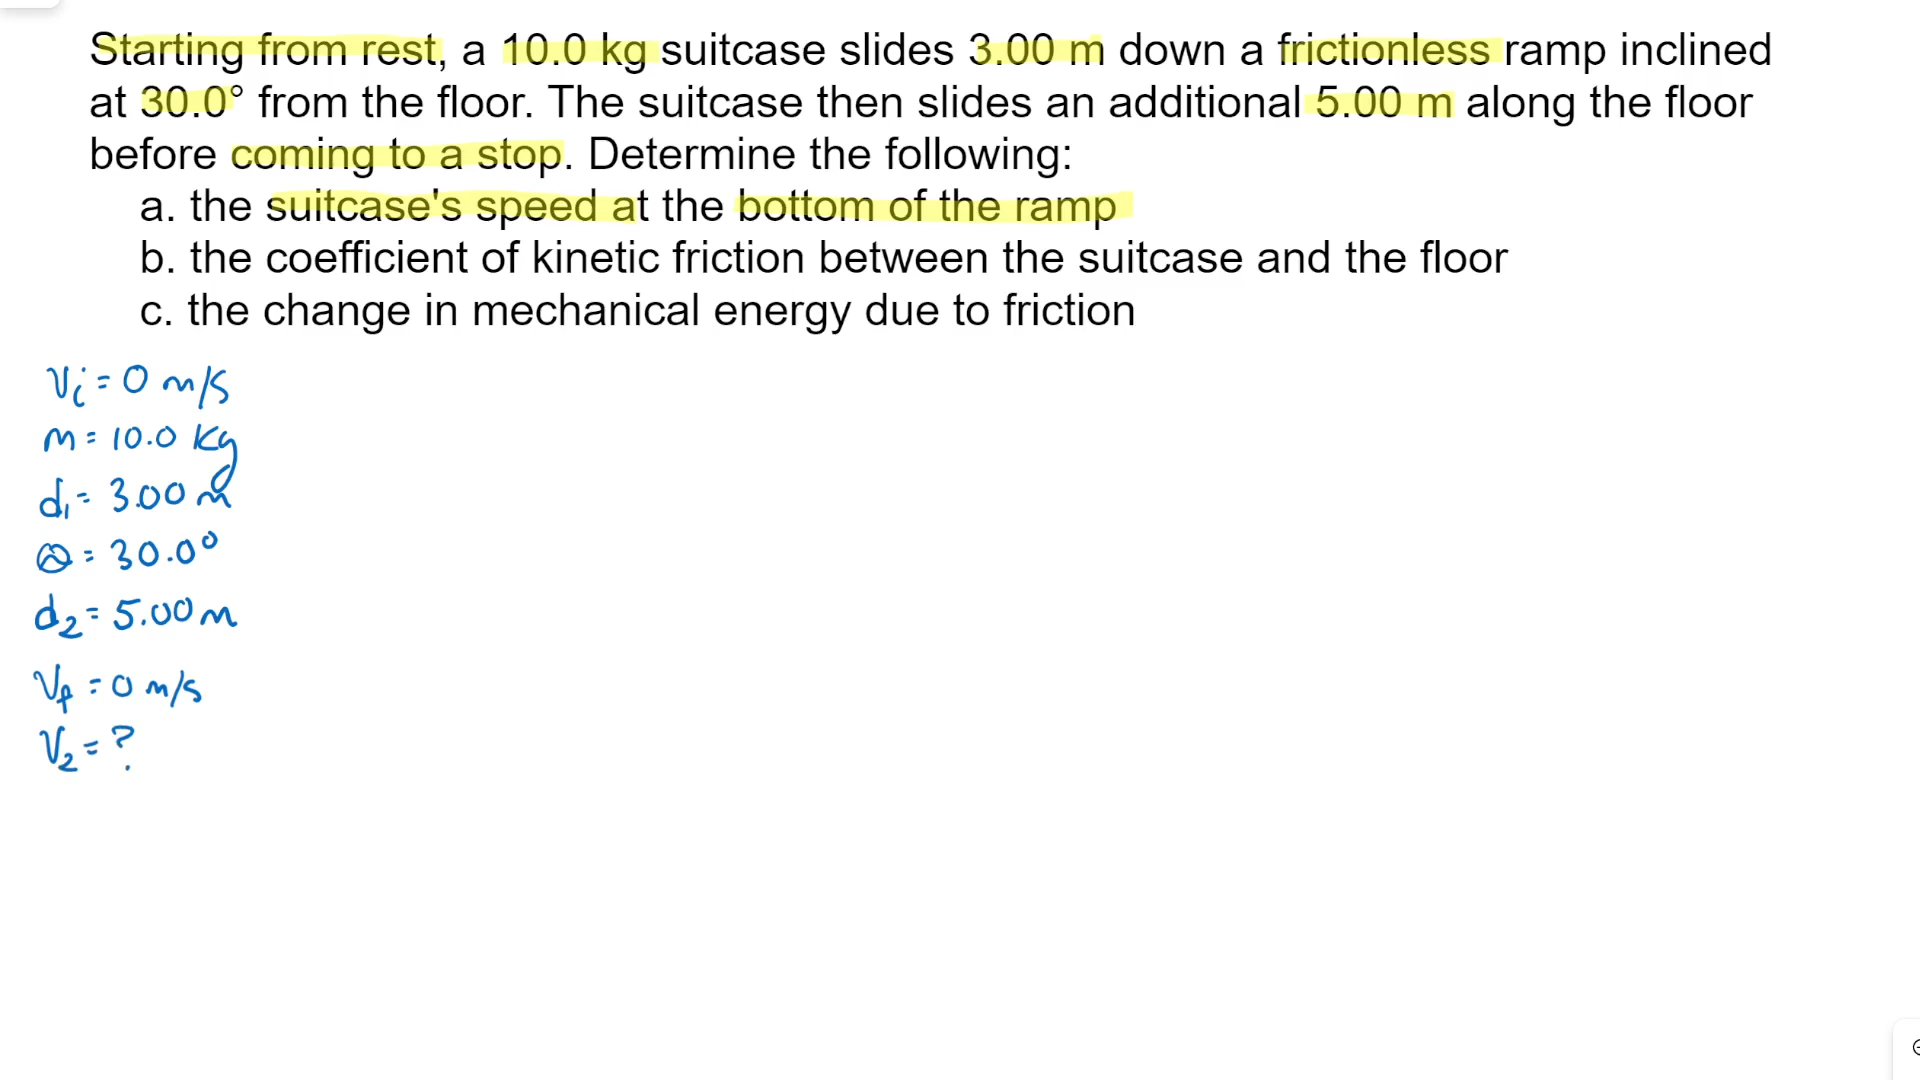 Starting from rest, a 10.0 kg suitcase slides 3.00 m down a frictionless ramp inclined
at 30.0° from the floor. The suitcase then slides an additional 5.00 m along the floor
before coming to a stop. Determine the following:
a. the suitcase's speed at the bottom of the ramp
b. the coefficient of kinetic friction between the suitcase and the floor
c. the change in mechanical energy due to friction
Vi = 0 m/s
m = 10.0 kg
d1 = 3.00 m
Θ = 30.0°
d2 = 5.00 m
Vf = 0 m/s
V2 = ?